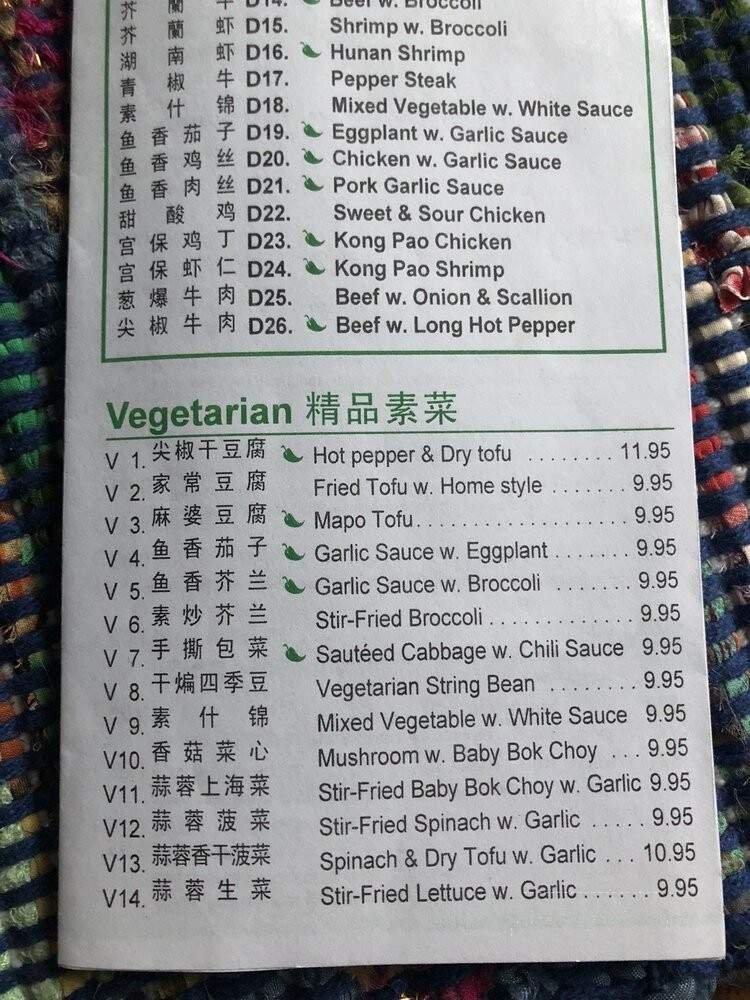 芥 蘭 牛 D14. Beef w. Broccoli
芥 蘭 虾 D15. Shrimp w. Broccoli
湖 南 虾 D16. Hunan Shrimp
青 椒 牛 D17. Pepper Steak
素 什 锦 D18. Mixed Vegetable w. White Sauce
鱼 香 茄 子 D19. Eggplant w. Garlic Sauce
鱼 香 鸡 丝 D20. Chicken w. Garlic Sauce
鱼 香 肉 丝 D21. Pork Garlic Sauce
甜 酸 鸡 D22. Sweet & Sour Chicken
宫 保 鸡 丁 D23. Kong Pao Chicken
宫 保 虾 仁 D24. Kong Pao Shrimp
葱 爆 牛 肉 D25. Beef w. Onion & Scallion
尖 椒 牛 肉 D26. Beef w. Long Hot Pepper
Vegetarian 精品素菜
V 1. 尖椒干豆腐 Hot pepper & Dry tofu ........ 11.95
V 2. 家 常 豆 腐 Fried Tofu w. Home style ....... 9.95
V 3. 麻 婆 豆 腐 Mapo Tofu.................... 9.95
V 4. 鱼 香 茄 子 Garlic Sauce w. Eggplant ....... 9.95
V 5. 鱼 香 芥 兰 Garlic Sauce w. Broccoli ....... 9.95
V 6. 素 炒 芥 兰 Stir-Fried Broccoli ............. 9.95
V 7. 手 撕 包 菜 Sautéed Cabbage w. Chili Sauce 9.95
V 8. 干煸四季豆 Vegetarian String Bean ........ 9.95
V 9. 素 什 锦 Mixed Vegetable w. White Sauce 9.95
V10. 香 菇 菜 心 Mushroom w. Baby Bok Choy ... 9.95
V11. 蒜蓉上海菜 Stir-Fried Baby Bok Choy w. Garlic 9.95
V12. 蒜 蓉 菠 菜 Stir-Fried Spinach w. Garlic ..... 9.95
V13. 蒜蓉香干菠菜 Spinach & Dry Tofu w. Garlic ... 10.95
V14. 蒜 蓉 生 菜 Stir-Fried Lettuce w. Garlic ...... 9.95